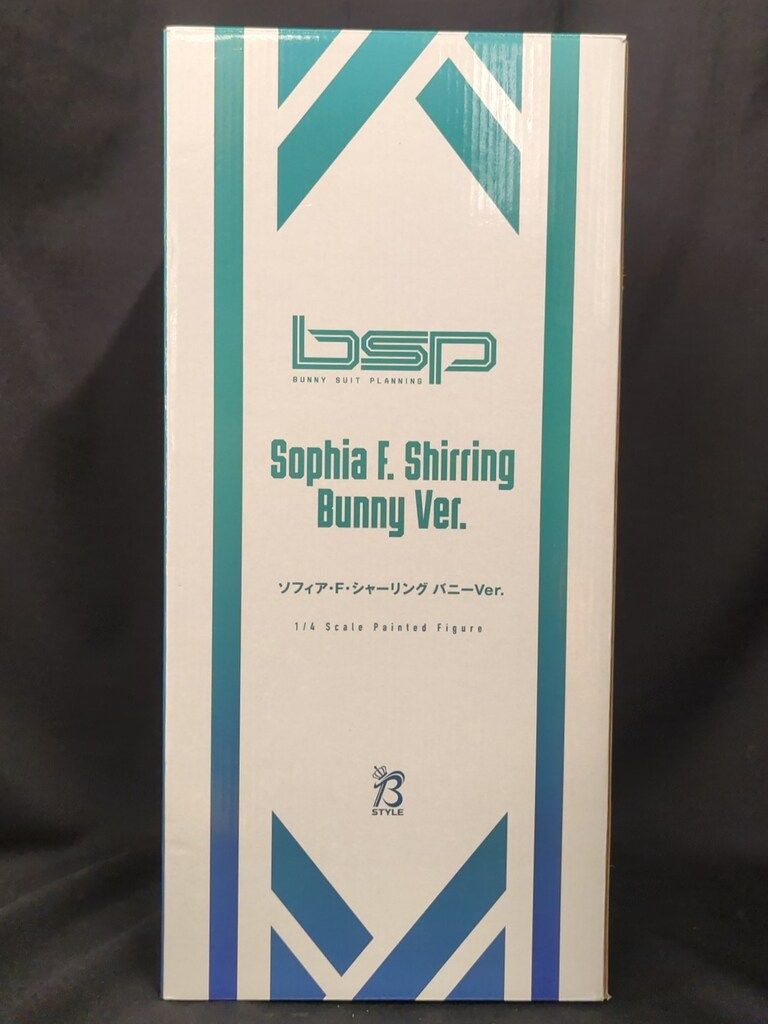 bsp
BUNNY SUIT PLANNING
Sophia F. Shirring
Bunny Ver.
ソフィア・F・シャーリング バニーVer.
1/4 Scale Painted Figure
B
STYLE